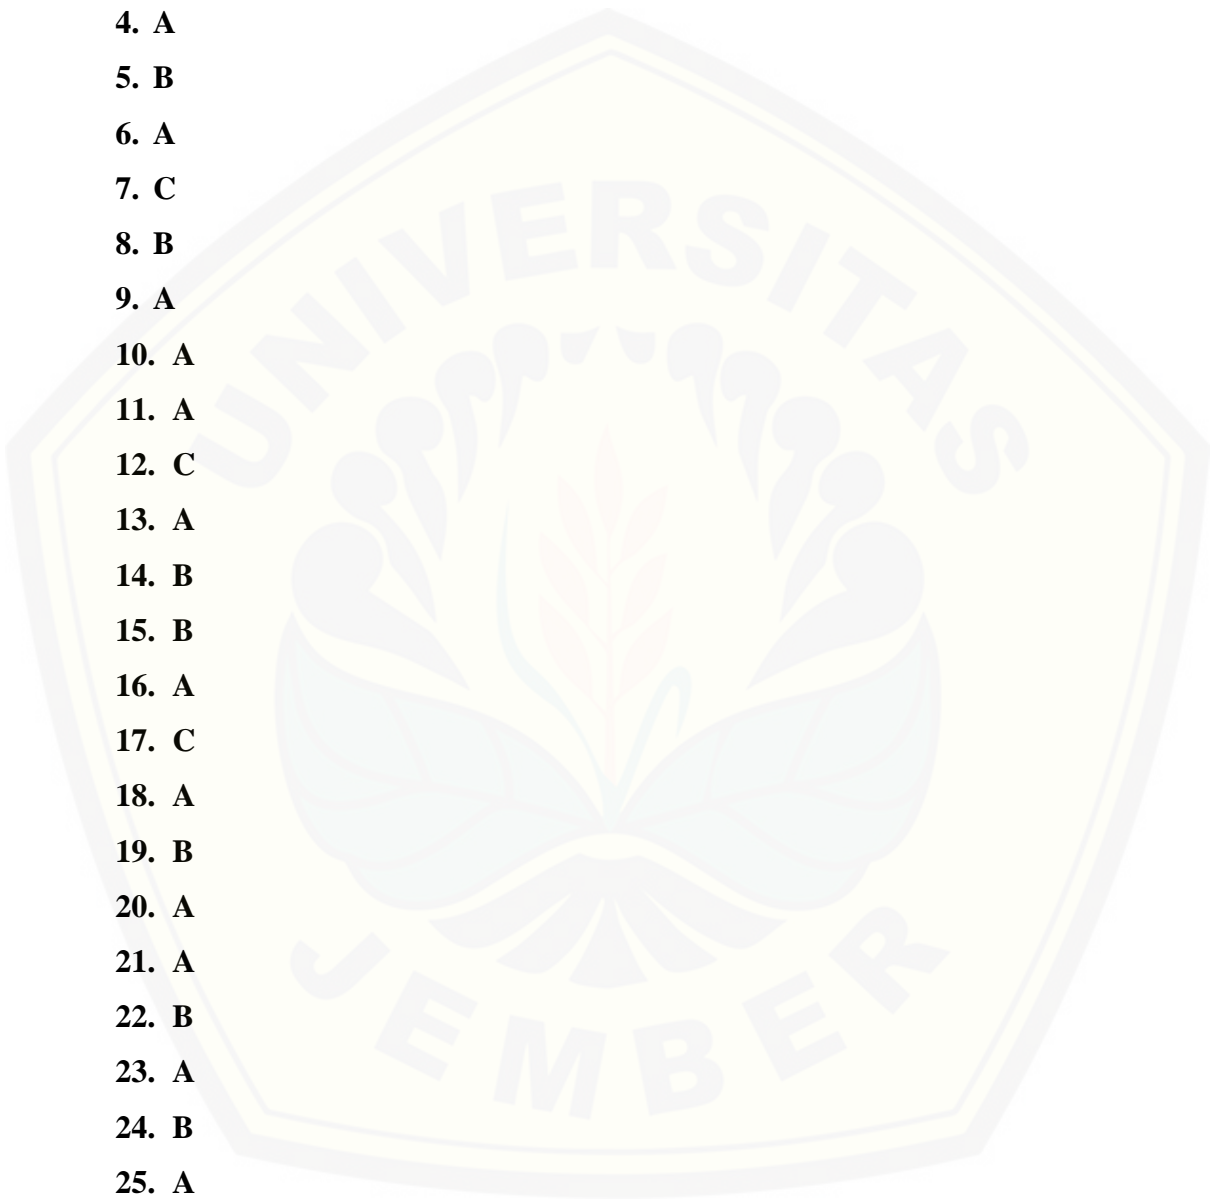 4. A
5. B
6. A
7. C
8. B
9. A
10. A
11. A
12. C
13. A
14. B
15. B
16. A
17. C
18. A
19. B
20. A
21. A
22. B
23. A
24. B
25. A
UNIVERSITAS
JEMBER